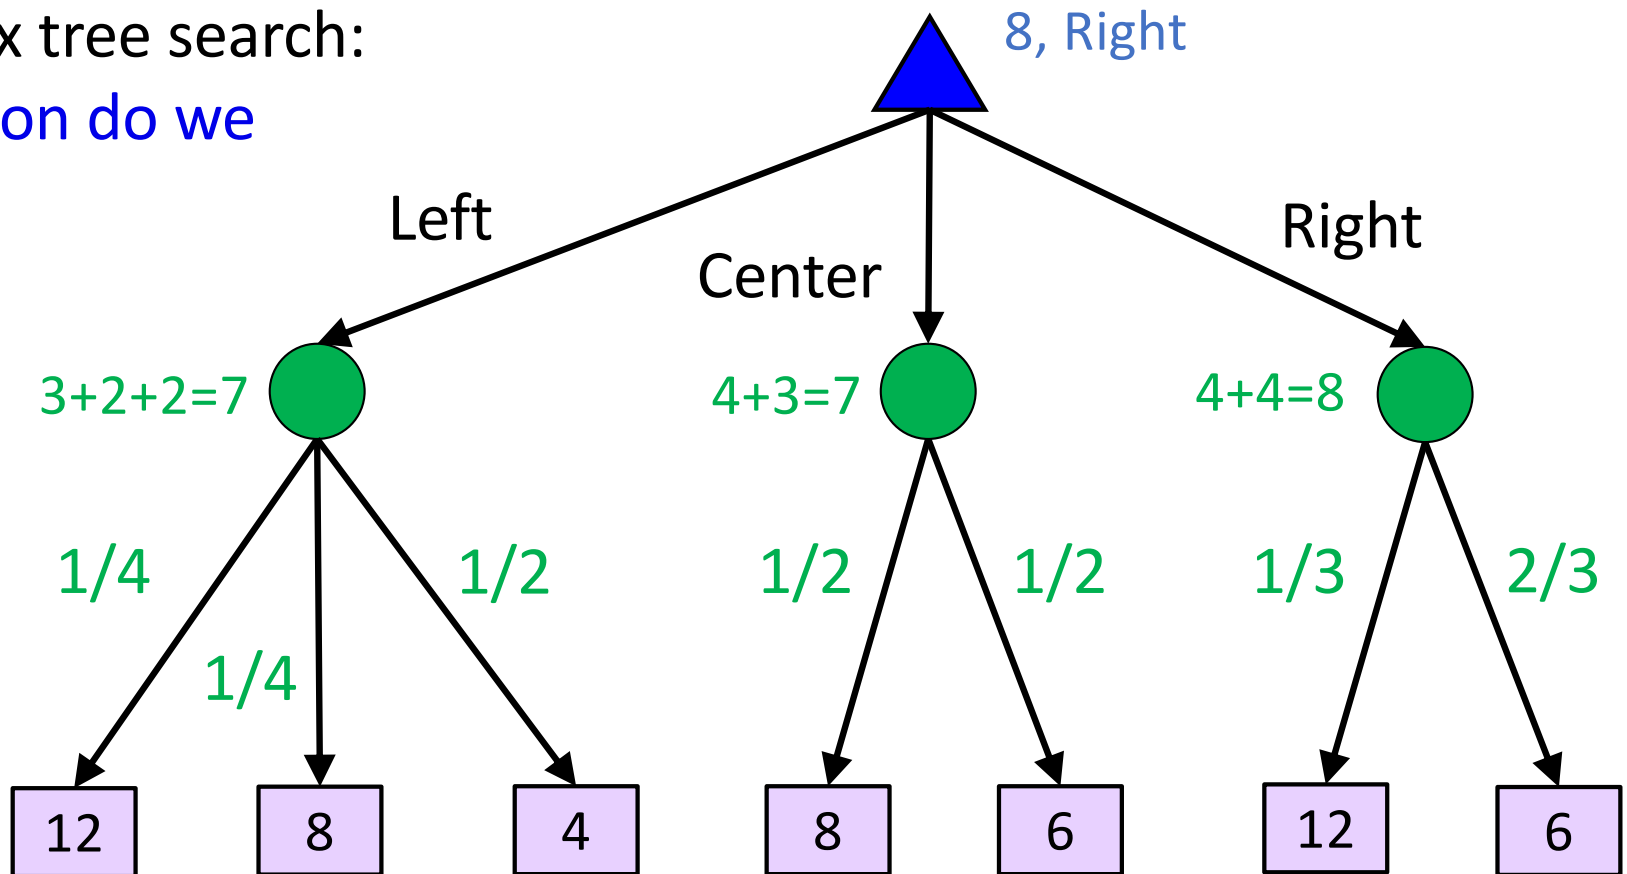 x tree search:
8, Right
on do we
Left
Right
Center
3+2+2=7
4+3=7
4+4=8
1/4
1/2
1/2
1/2
1/3
2/3
1/4
12
8
4
8
6
12
6